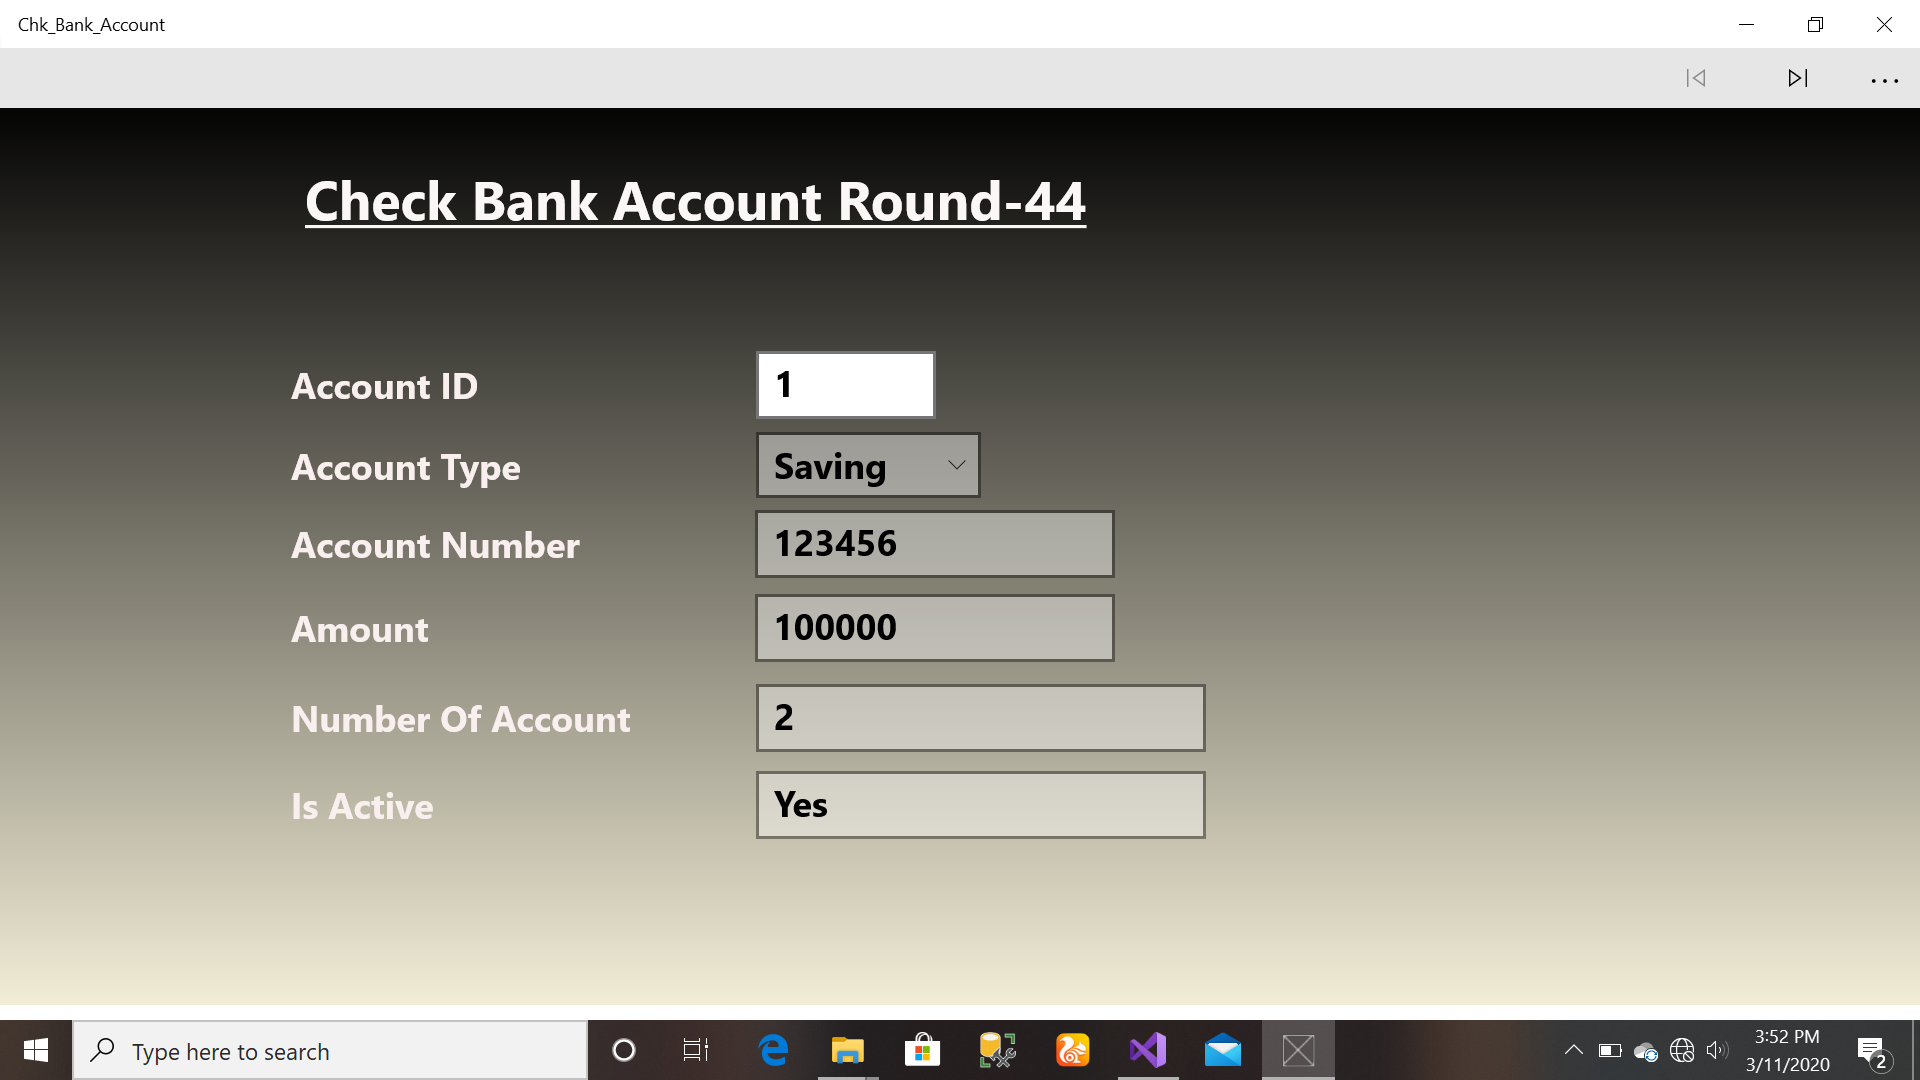 Chk_Bank_Account
Check Bank Account Round-44
Account ID 1
Account Type Saving
Account Number 123456
Amount 100000
Number Of Account 2
Is Active Yes
Type here to search
3:52 PM
3/11/2020
2